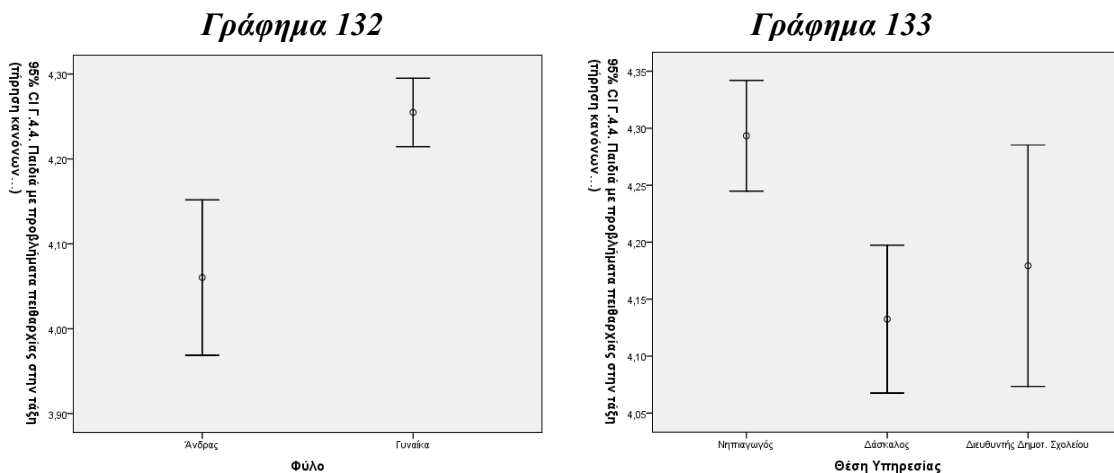 Γράφημα 132
95% CI Γ.4.4. Παιδιά με προβλήματα πειθαρχίας στην τάξη
(τήρηση κανόνων...)
4,30
4,20
4,10
4,00
3,90
Άνδρας
Γυναίκα
Φύλο
Γράφημα 133
95% CI Γ.4.4. Παιδιά με προβλήματα πειθαρχίας στην τάξη
(τήρηση κανόνων...)
4,35
4,30
4,25
4,20
4,15
4,10
4,05
Νηπιαγωγός
Δάσκαλος
Διευθυντής Δημοτ. Σχολείου
Θέση Υπηρεσίας